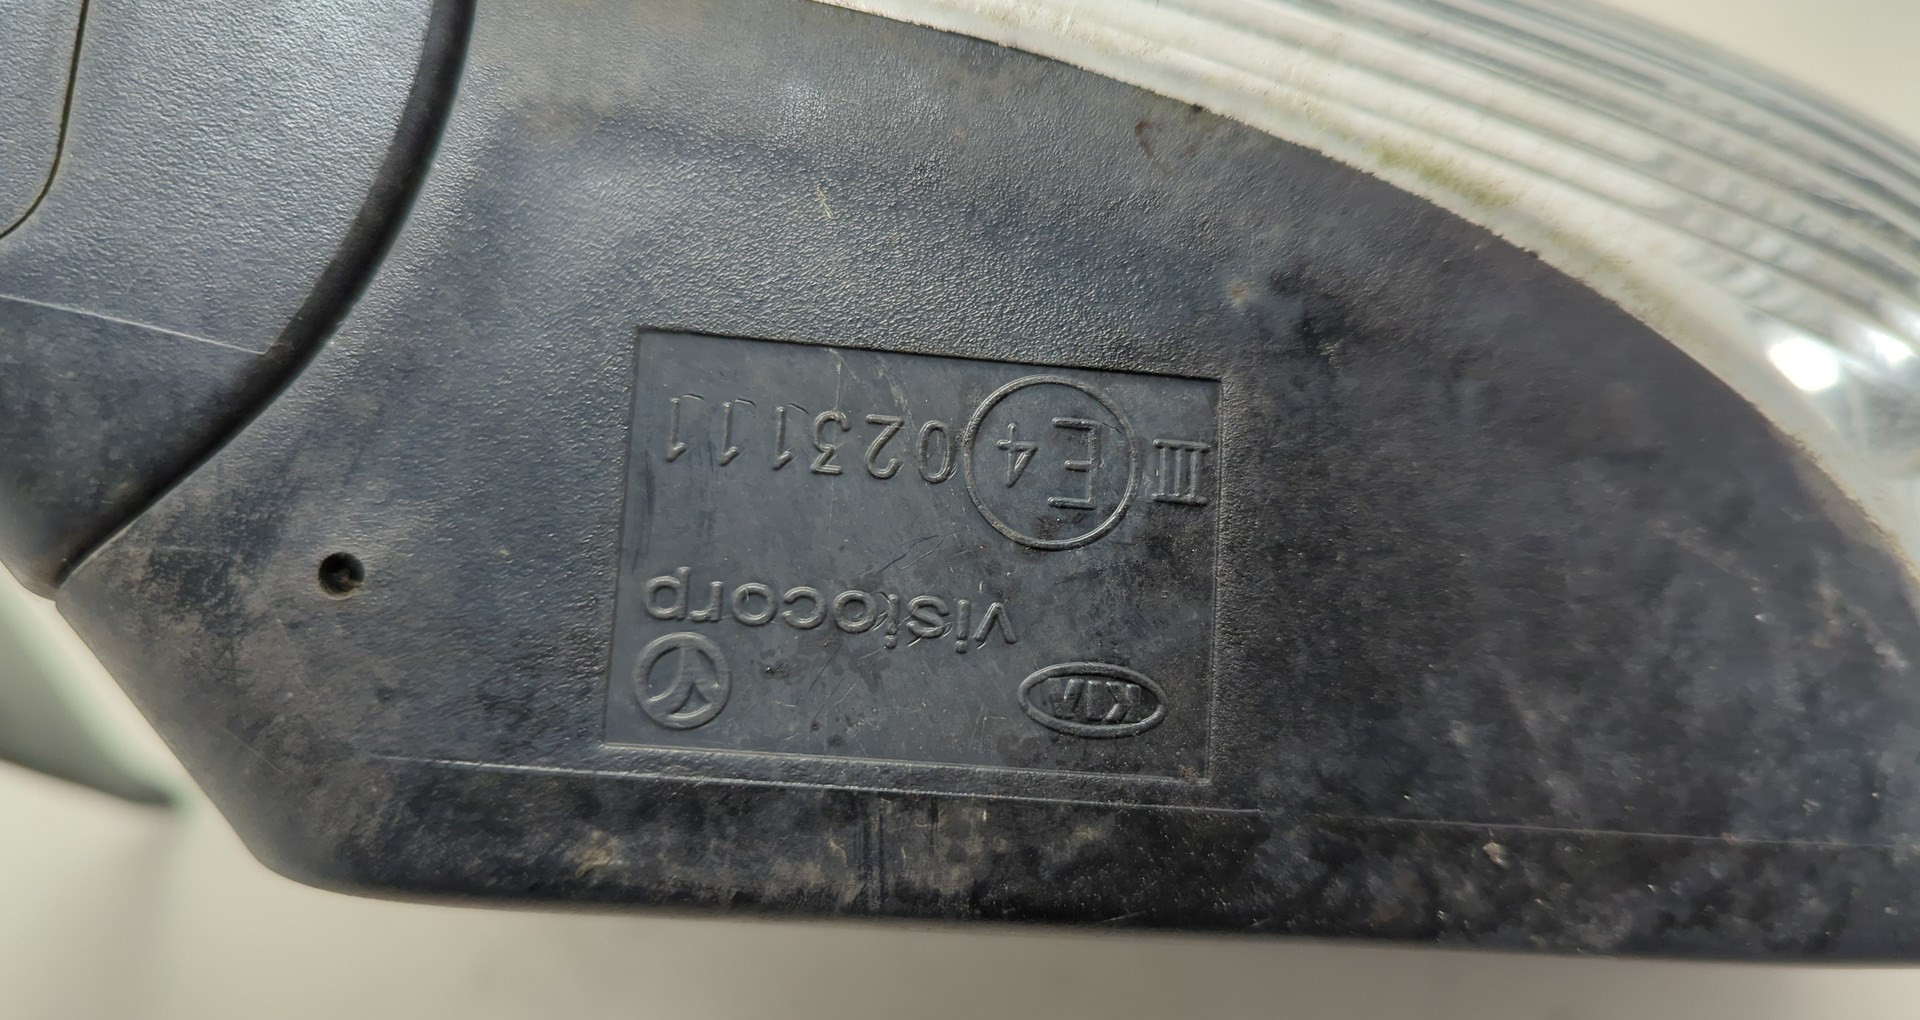 KIA
visiocorp
III E4 023111